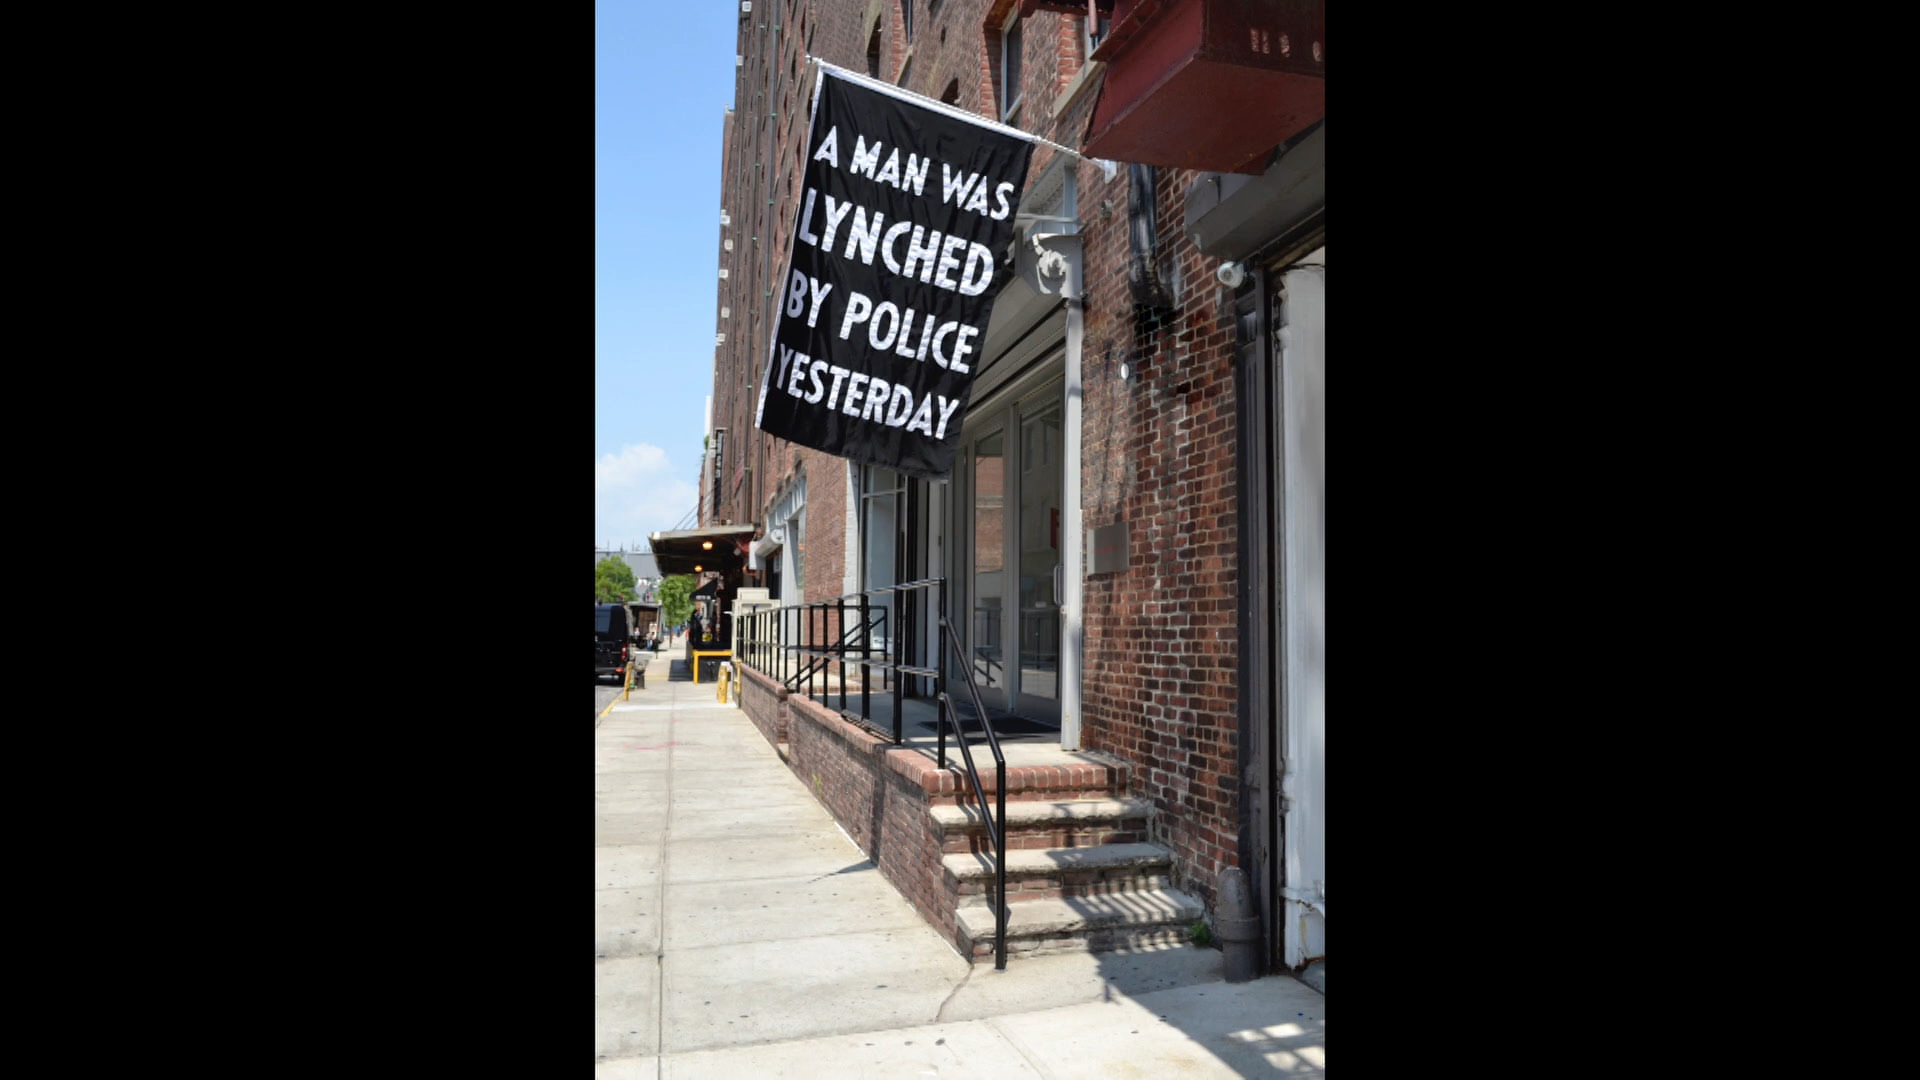 A MAN WAS
LYNCHED
BY POLICE
YESTERDAY